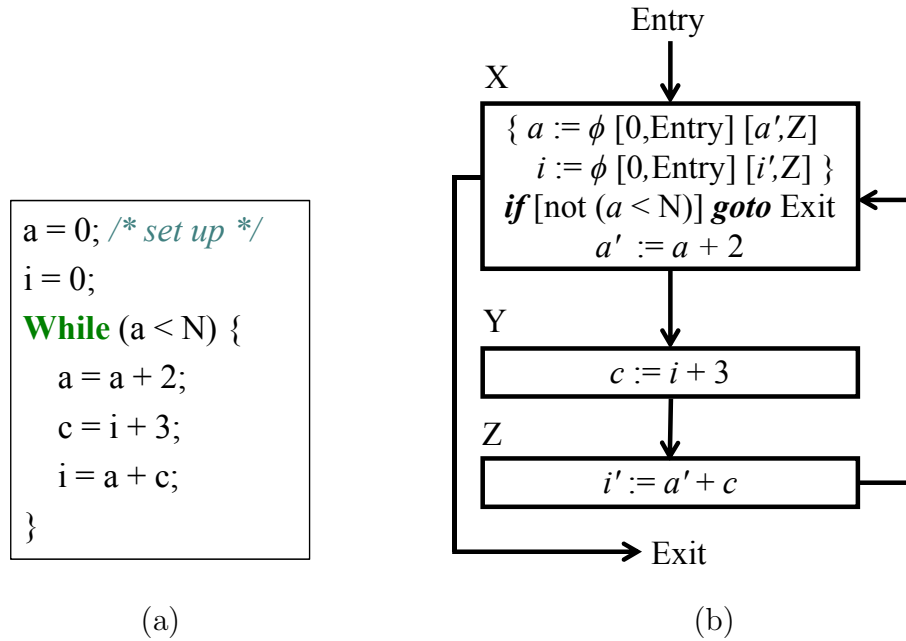 a = 0; /* set up */
i = 0;
While (a < N) {
a = a + 2;
c = i + 3;
i = a + c;
}
(a)
Entry
X
{ a := ϕ [0,Entry] [a′,Z]
i := ϕ [0,Entry] [i′,Z] }
if [not (a < N)] goto Exit
a′ := a + 2
Y
c := i + 3
Z
i′ := a′ + c
Exit
(b)